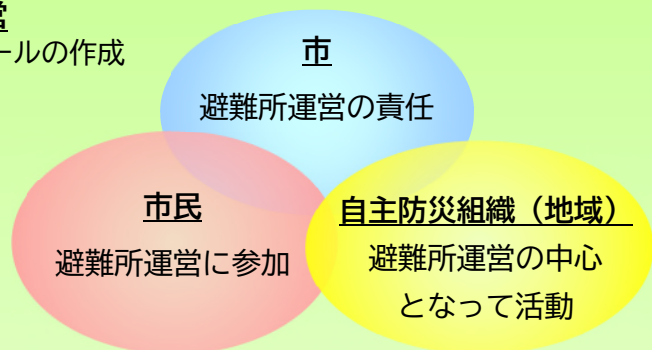 営
ールの作成
市
避難所運営の責任
市民
避難所運営に参加
自主防災組織（地域）
避難所運営の中心
となって活動